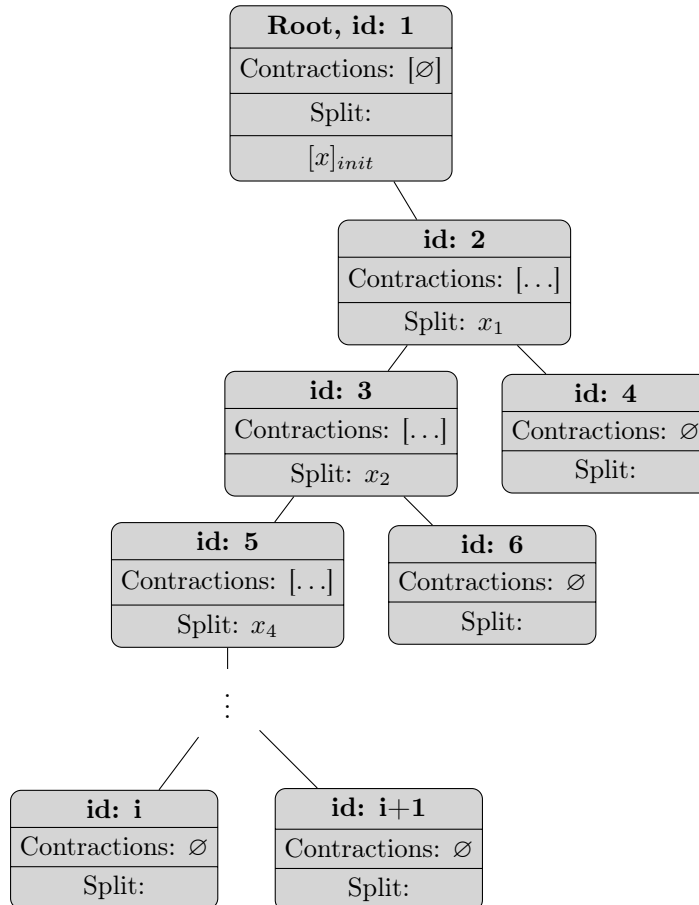 Root, id: 1
Contractions: [∅]
Split:
[x]_{init}
id: 2
Contractions: [...]
Split: x_1
id: 3
Contractions: [...]
Split: x_2
id: 4
Contractions: ∅
Split:
id: 5
Contractions: [...]
Split: x_4
id: 6
Contractions: ∅
Split:
⋮
id: i
Contractions: ∅
Split:
id: i+1
Contractions: ∅
Split: